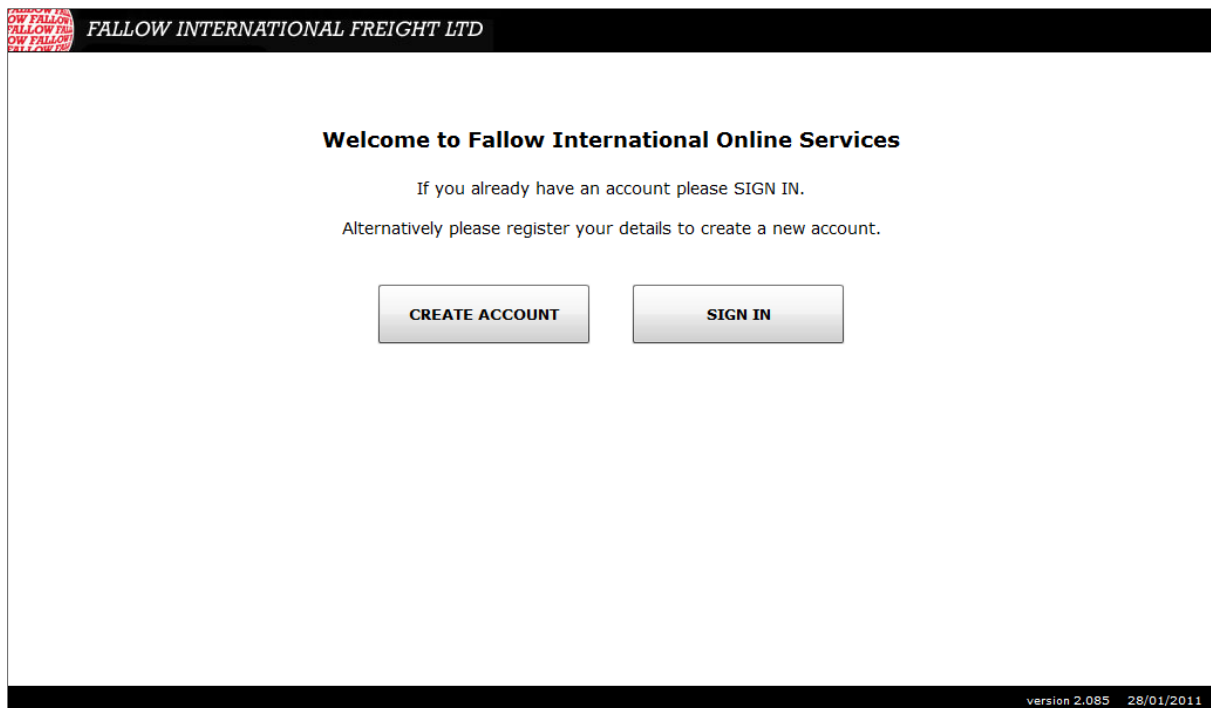 FALLOW INTERNATIONAL FREIGHT LTD
Welcome to Fallow International Online Services
If you already have an account please SIGN IN.
Alternatively please register your details to create a new account.
CREATE ACCOUNT
SIGN IN
version 2.085 28/01/2011